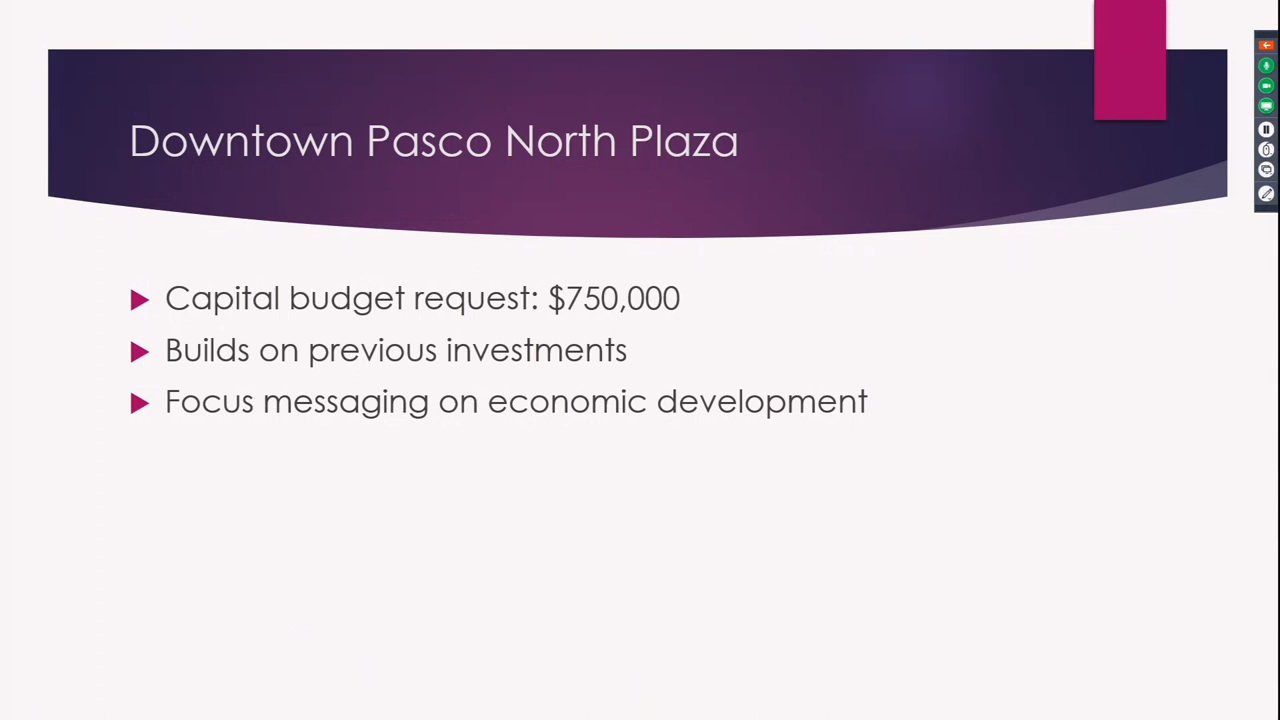 Downtown Pasco North Plaza
Capital budget request: $750,000
Builds on previous investments
Focus messaging on economic development